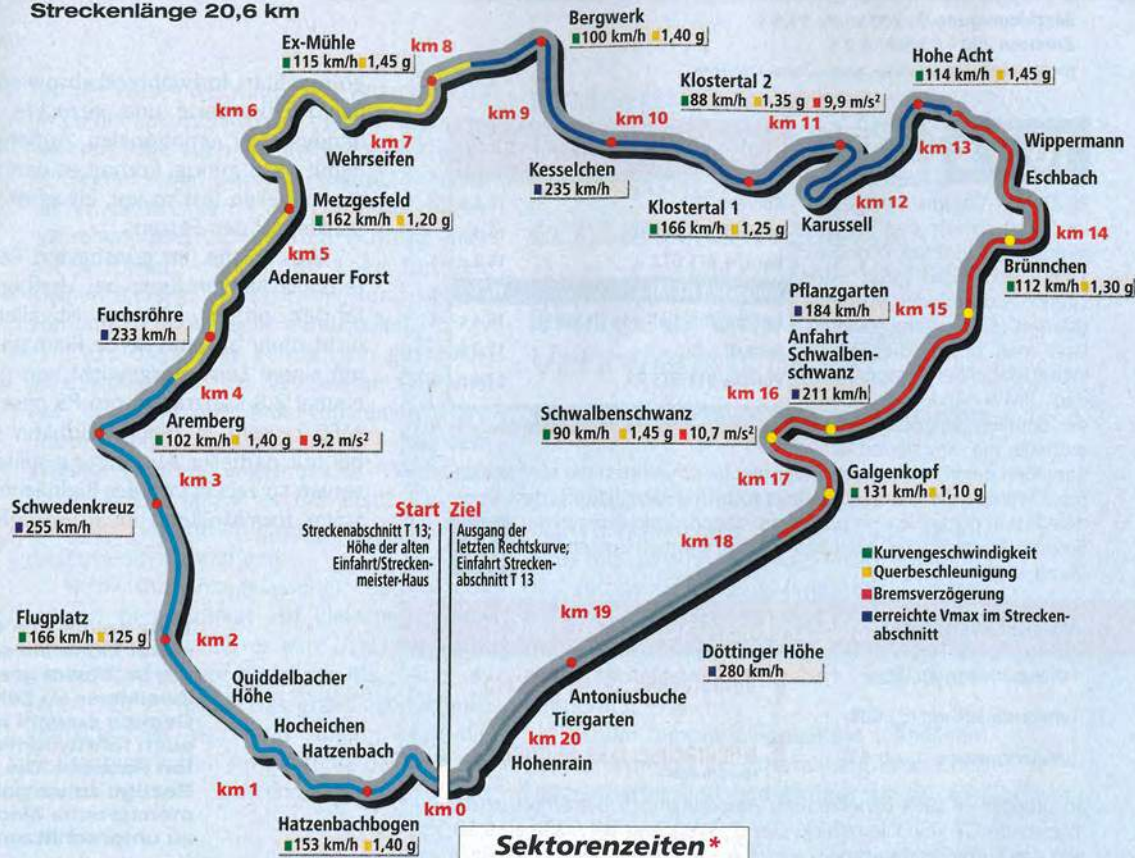 Streckenlänge 20,6 km
Bergwerk
100 km/h 1,40 g
Ex-Mühle
115 km/h 1,45 g
km 8
Hohe Acht
114 km/h 1,45 g
Klostertal 2
88 km/h 1,35 g 9,9 m/s²
km 6
km 9
km 10
km 11
km 7
Wehrseifen
km 13
Wippermann
Kesselchen
235 km/h
Eschbach
Metzgesfeld
162 km/h 1,20 g
Klostertal 1
166 km/h 1,25 g
km 12
Karussell
km 14
km 5
Adenauer Forst
Brünnchen
112 km/h 1,30 g
Pflanzgarten
184 km/h
km 15
Fuchsröhre
233 km/h
Anfahrt
Schwalben-
schwanz
211 km/h
km 4
km 16
Aremberg
102 km/h 1,40 g 9,2 m/s²
Schwalbenschwanz
90 km/h 1,45 g 10,7 m/s²
km 3
km 17
Galgenkopf
131 km/h 1,10 g
Schwedenkreuz
255 km/h
Start Ziel
Streckenabschnitt T 13;
Höhe der alten
Einfahrt/Strecken-
meister-Haus
Ausgang der
letzten Rechtskurve;
Einfahrt Strecken-
abschnitt T 13
km 18
Kurvengeschwindigkeit
Querbeschleunigung
Bremsverzögerung
erreichte Vmax im Strecken-
abschnitt
km 19
Flugplatz
166 km/h 125 g
km 2
Döttinger Höhe
280 km/h
Quiddelbacher
Höhe
Antoniusbuche
Tiergarten
Hocheichen
km 20
Hatzenbach
Hohenrain
km 1
km 0
Hatzenbachbogen
153 km/h 1,40 g
Sektorenzeiten*